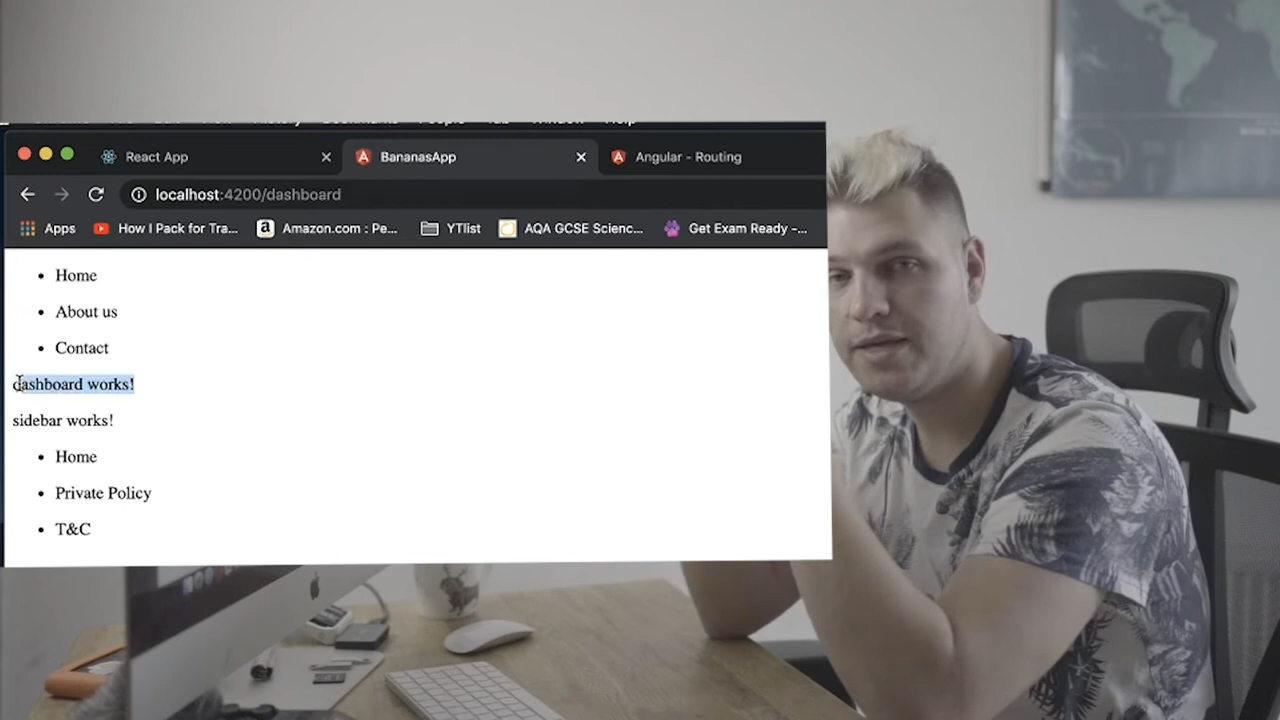 React App
BananasApp
Angular - Routing
localhost:4200/dashboard
Apps
How I Pack for Tra...
Amazon.com : Pe...
YTlist
AQA GCSE Scienc...
Get Exam Ready -...
Home
About us
Contact
dashboard works!
sidebar works!
Home
Private Policy
T&C